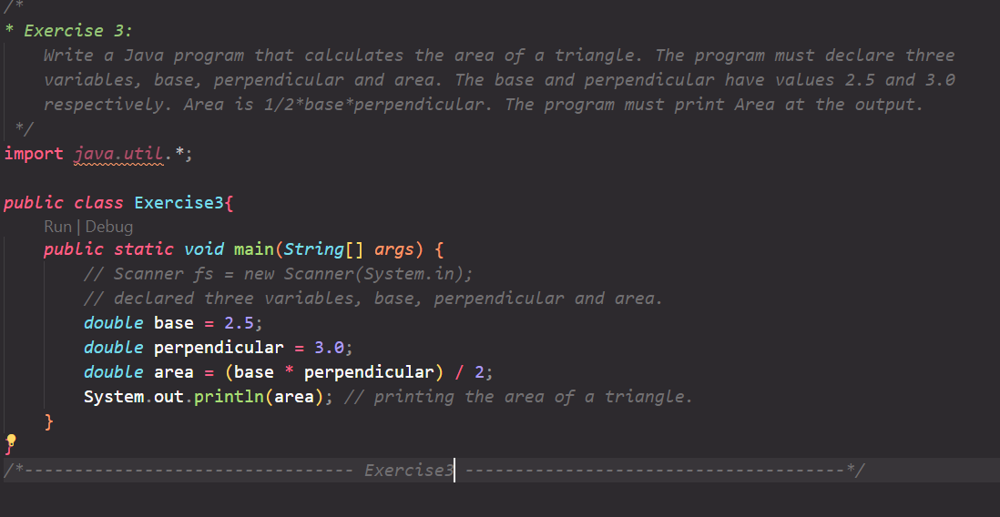 /*
* Exercise 3:
    Write a Java program that calculates the area of a triangle. The program must declare three
    variables, base, perpendicular and area. The base and perpendicular have values 2.5 and 3.0
    respectively. Area is 1/2*base*perpendicular. The program must print Area at the output.
 */
import java.util.*;

public class Exercise3{
    Run | Debug
    public static void main(String[] args) {
        // Scanner fs = new Scanner(System.in);
        // declared three variables, base, perpendicular and area.
        double base = 2.5;
        double perpendicular = 3.0;
        double area = (base * perpendicular) / 2;
        System.out.println(area); // printing the area of a triangle.
    }
}
/*--------------------------------- Exercise3 --------------------------------------*/